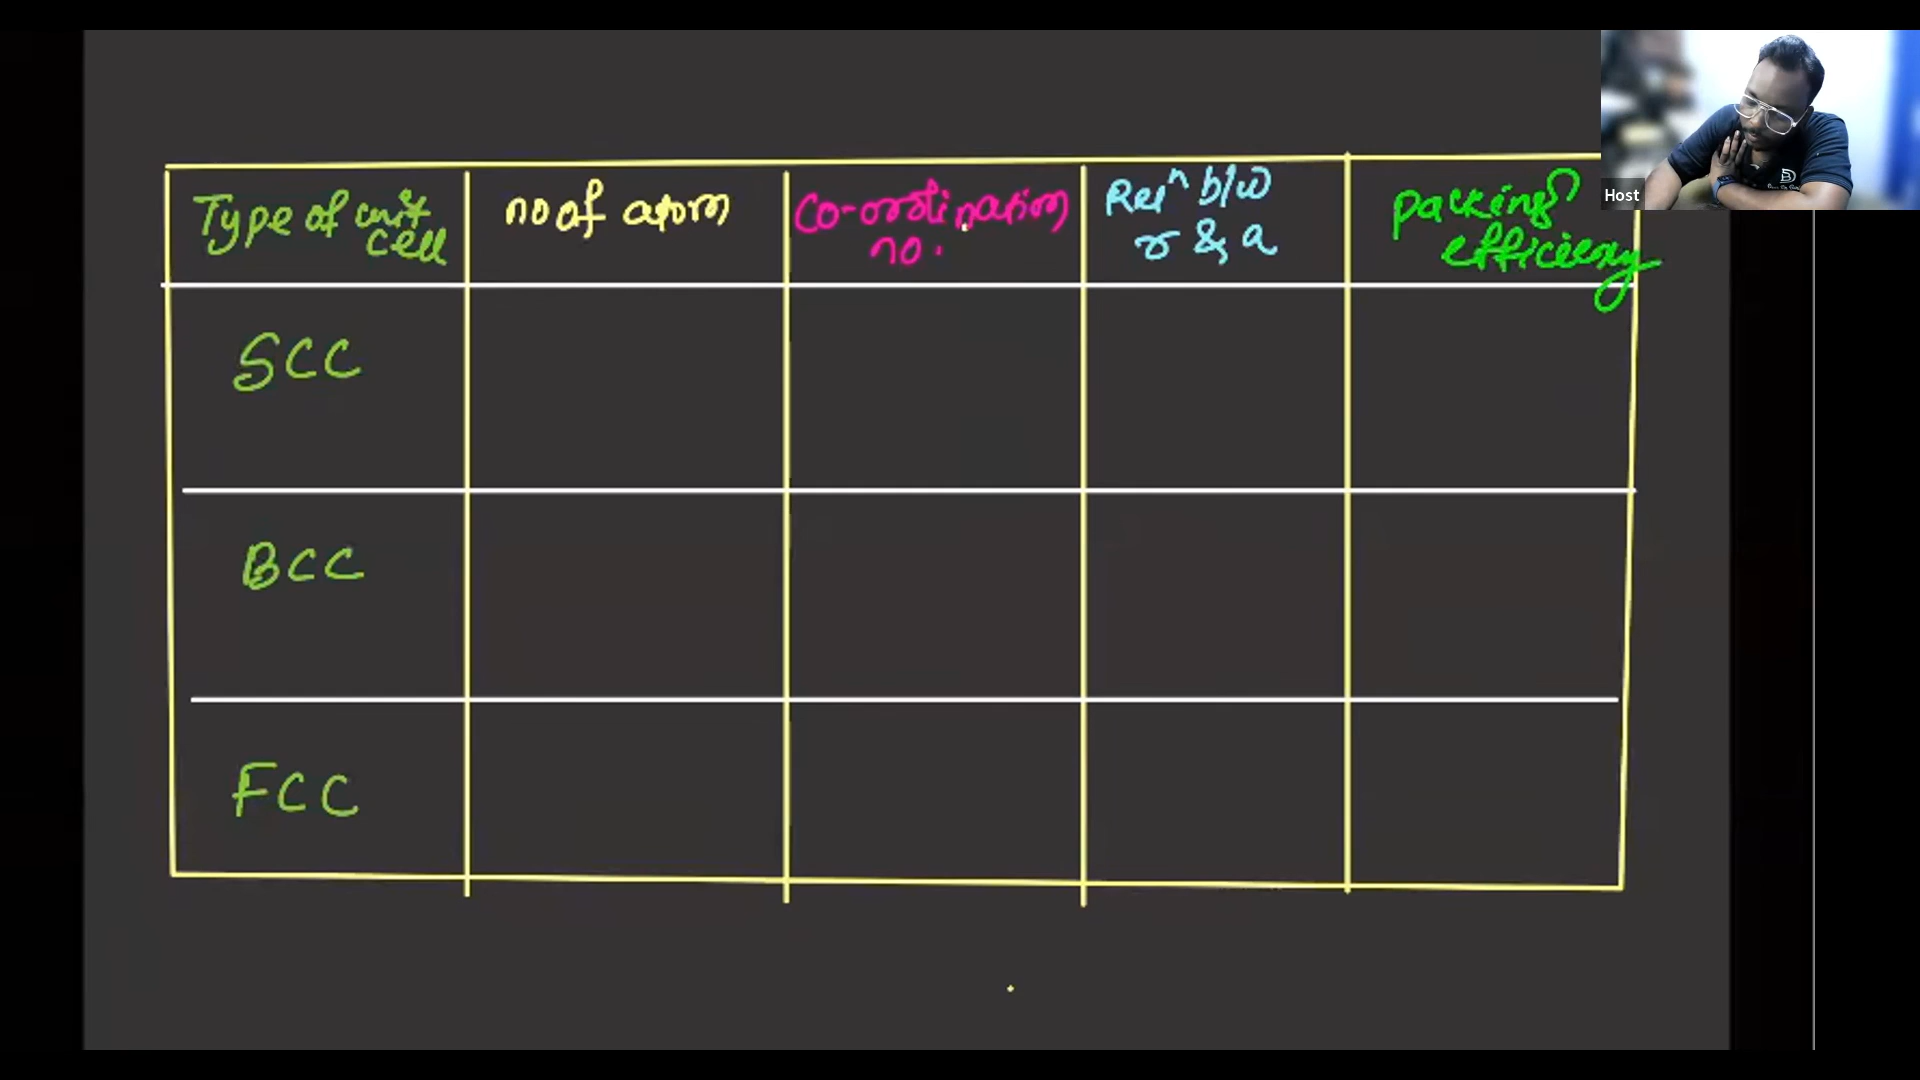 Type of unit
cell
no of atom
Co-ordination
no.
Relⁿ b/w
r & a
packing
efficiency
SCC
BCC
FCC
Host